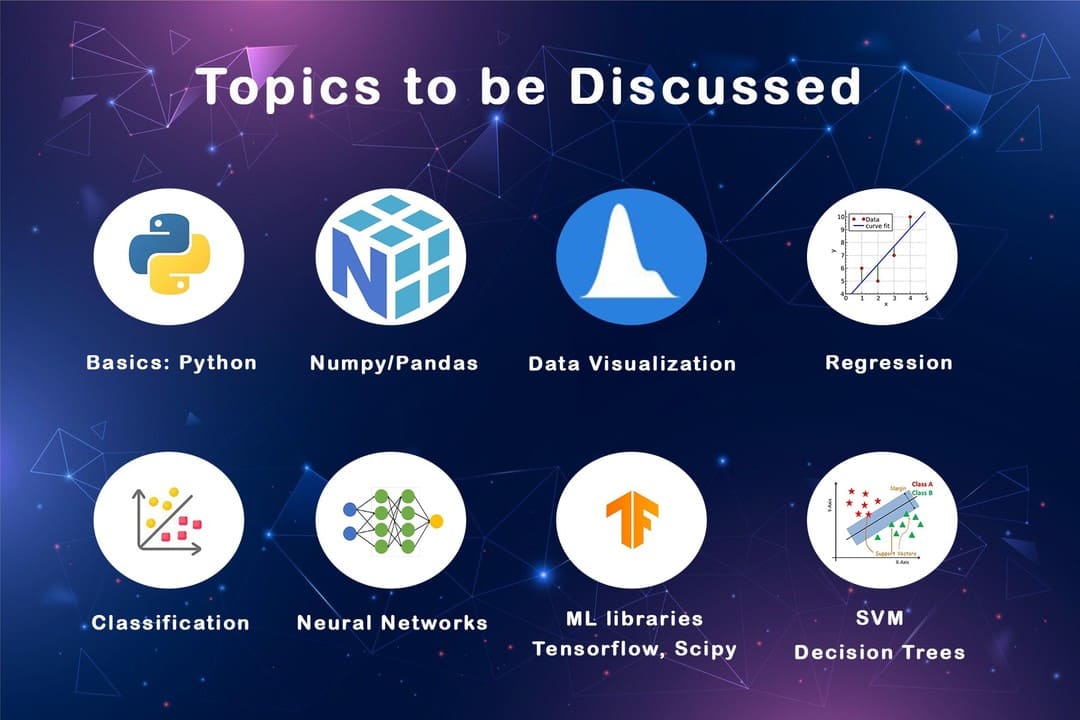 Topics to be Discussed
10
9
8
7
6
5
4
Data
curve fit
y
0 1 2 3 4 5
x
Basics: Python
N
Numpy/Pandas
Data Visualization
Regression
Class A
Class B
Margin
Y-Axis
Support Vectors
X-Axis
Classification
Neural Networks
ML libraries
Tensorflow, Scipy
SVM
Decision Trees